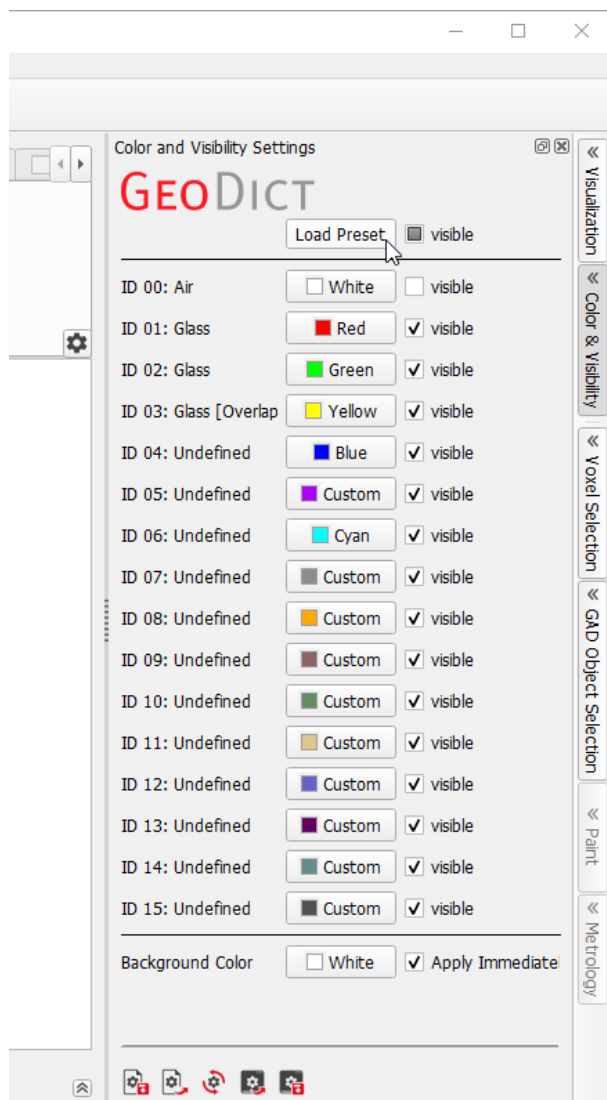 Color and Visibility Settings
GEODICT
Load Preset visible
ID 00: Air White visible
ID 01: Glass Red visible
ID 02: Glass Green visible
ID 03: Glass [Overlap Yellow visible
ID 04: Undefined Blue visible
ID 05: Undefined Custom visible
ID 06: Undefined Cyan visible
ID 07: Undefined Custom visible
ID 08: Undefined Custom visible
ID 09: Undefined Custom visible
ID 10: Undefined Custom visible
ID 11: Undefined Custom visible
ID 12: Undefined Custom visible
ID 13: Undefined Custom visible
ID 14: Undefined Custom visible
ID 15: Undefined Custom visible
Background Color White Apply Immediate
Visualization
Color & Visibility
Voxel Selection
GAD Object Selection
Paint
Metrology